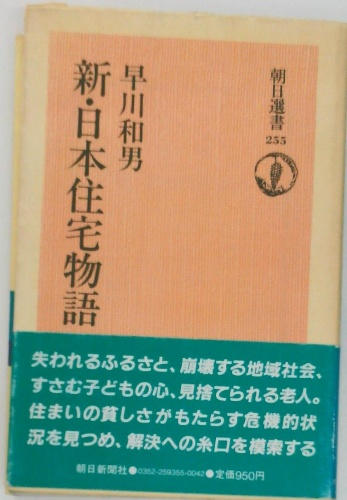 朝日選書
255
早川和男
新・日本住宅物語
失われるふるさと、崩壊する地域社会、
すさむ子どもの心、見捨てられる老人。
住まいの貧しさがもたらす危機的状
況を見つめ、解決への糸口を模索する
朝日新聞社●0352-259355-0042●定価950円